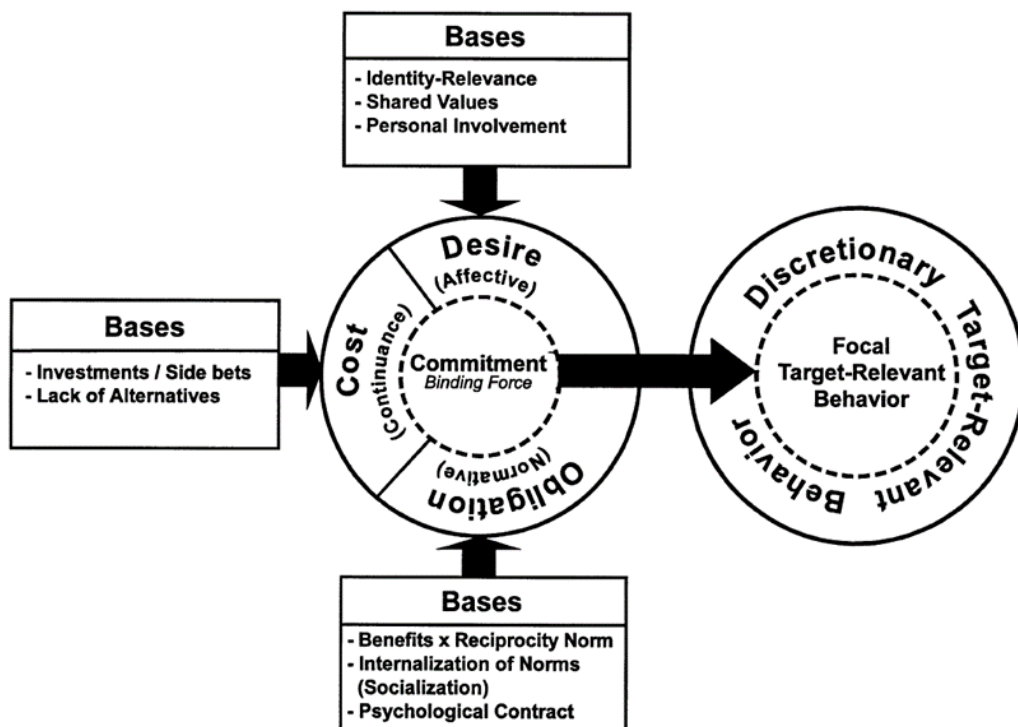 Bases
- Identity-Relevance
- Shared Values
- Personal Involvement
Bases
- Investments / Side bets
- Lack of Alternatives
Desire
(Affective)
Cost
(Continuance)
Obligation
(Normative)
Commitment
Binding Force
Discretionary Target-Relevant Behavior
Focal
Target-Relevant
Behavior
Bases
- Benefits x Reciprocity Norm
- Internalization of Norms
(Socialization)
- Psychological Contract